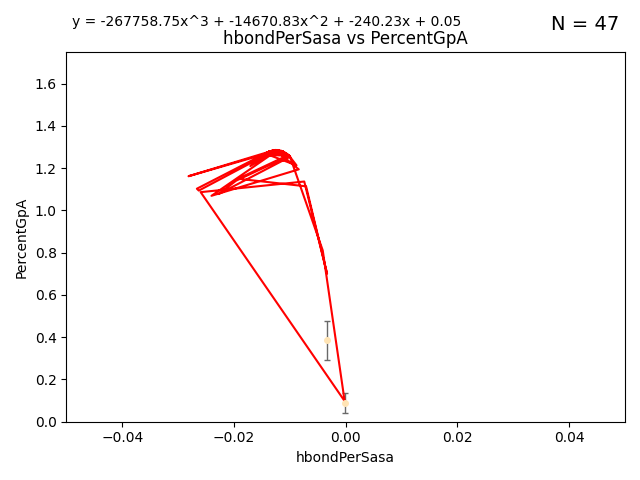 y = -267758.75x^3 + -14670.83x^2 + -240.23x + 0.05
N = 47
hbondPerSasa vs PercentGpA
1.6
1.4
1.2
1.0
0.8
0.6
0.4
0.2
0.0
PercentGpA
−0.04 −0.02 0.00 0.02 0.04
hbondPerSasa